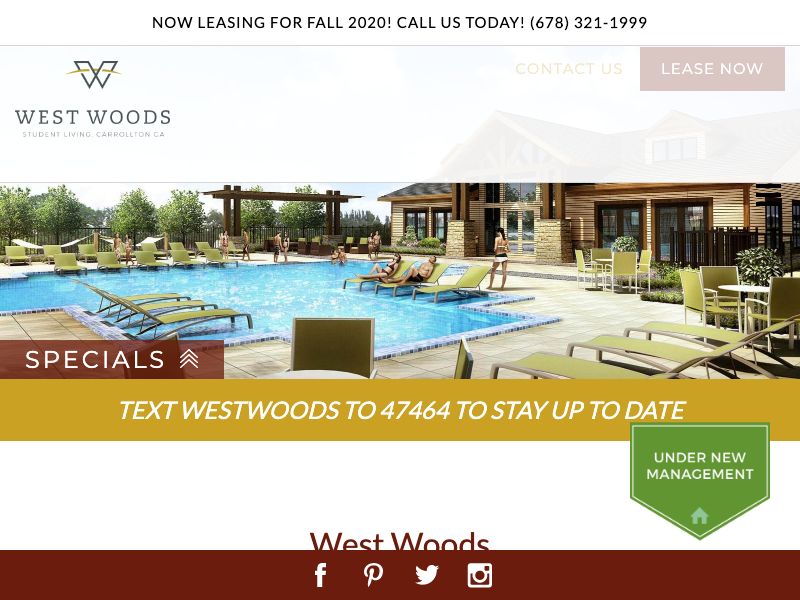 NOW LEASING FOR FALL 2020! CALL US TODAY! (678) 321-1999
CONTACT US
LEASE NOW
WEST WOODS
STUDENT LIVING. CARROLLTON GA
SPECIALS
TEXT WESTWOODS TO 47464 TO STAY UP TO DATE
UNDER NEW
MANAGEMENT
West Woods